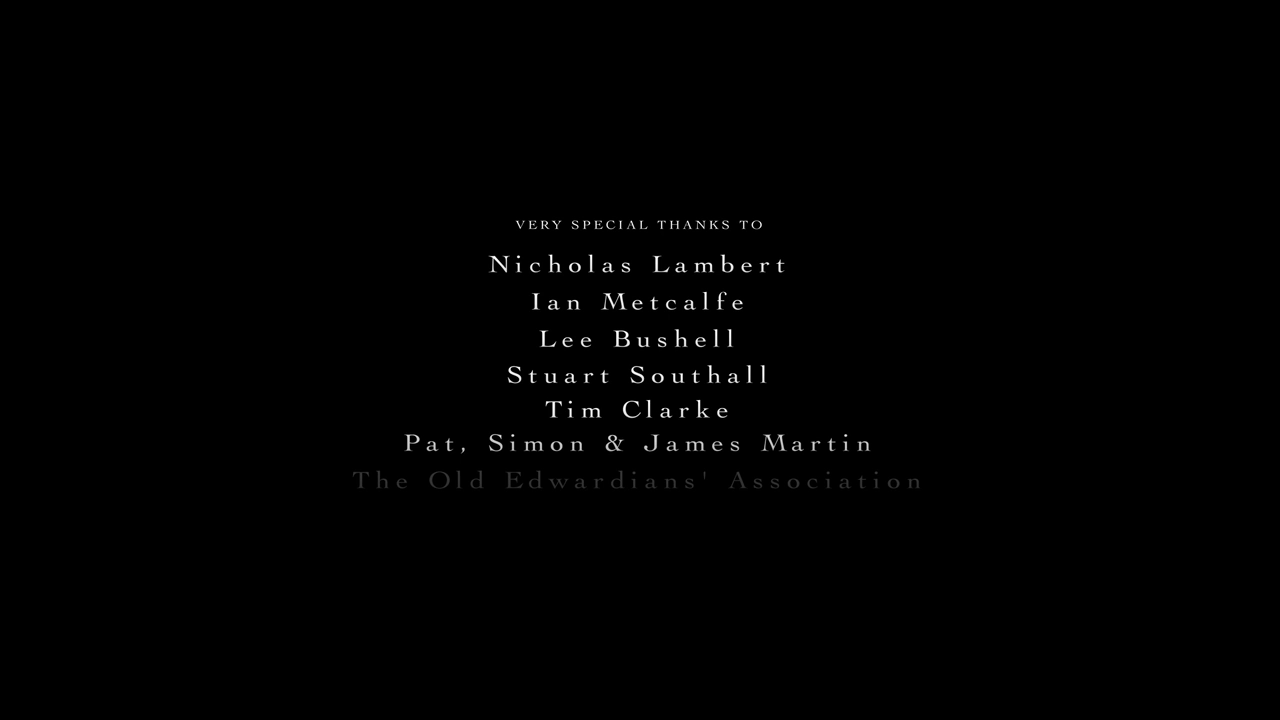 VERY SPECIAL THANKS TO
Nicholas Lambert
Ian Metcalfe
Lee Bushell
Stuart Southall
Tim Clarke
Pat, Simon & James Martin
The Old Edwardians' Association